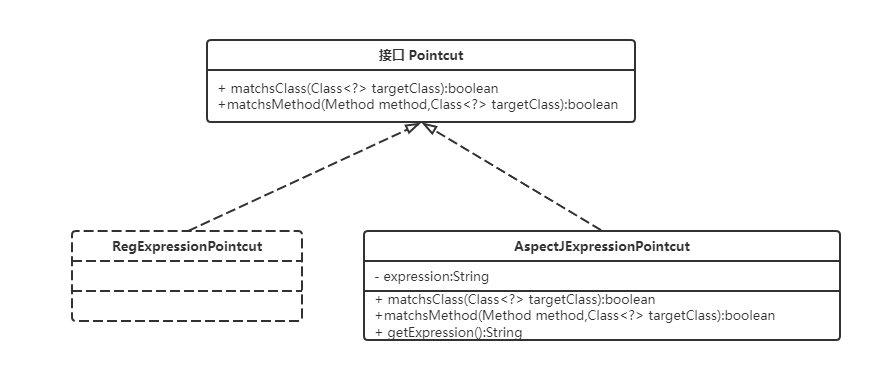 接口 Pointcut
+ matchsClass(Class<?> targetClass):boolean
+matchsMethod(Method method,Class<?> targetClass):boolean
RegExpressionPointcut
AspectJExpressionPointcut
- expression:String
+ matchsClass(Class<?> targetClass):boolean
+matchsMethod(Method method,Class<?> targetClass):boolean
+ getExpression():String